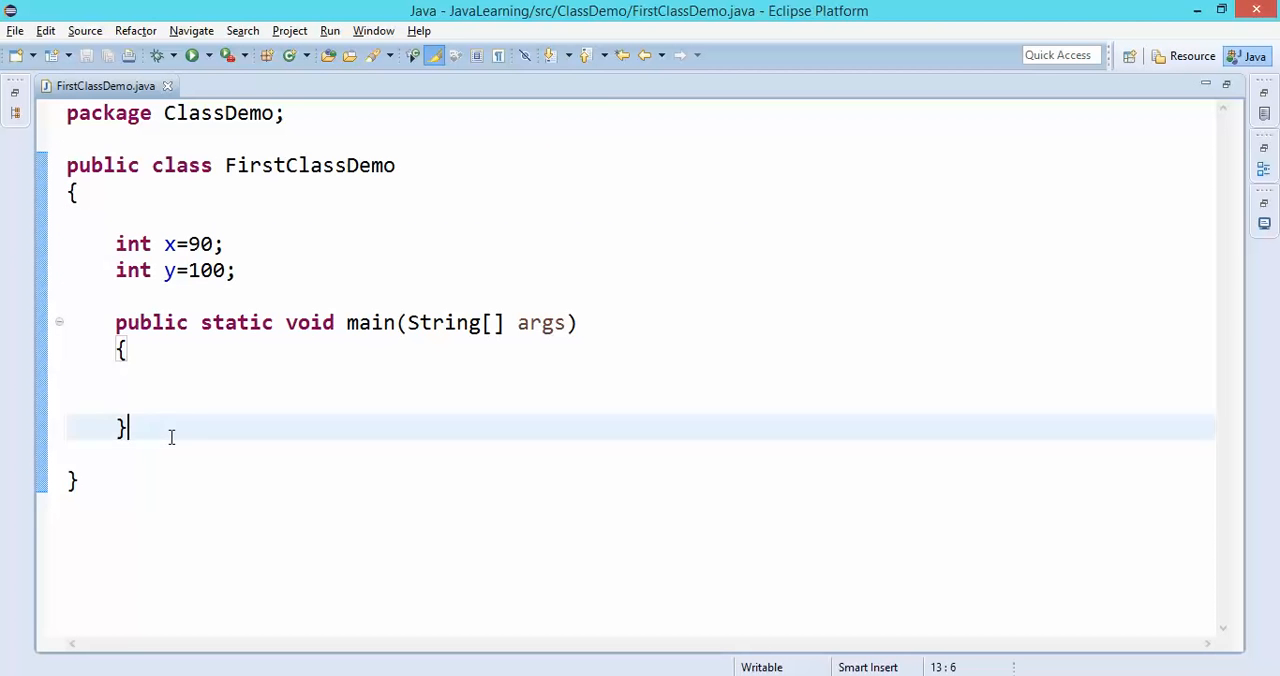 Java - JavaLearning/src/ClassDemo/FirstClassDemo.java - Eclipse Platform
File Edit Source Refactor Navigate Search Project Run Window Help
Quick Access Resource Java
FirstClassDemo.java
package ClassDemo;
public class FirstClassDemo
{
int x=90;
int y=100;
public static void main(String[] args)
{
}
}
Writable Smart Insert 13 : 6